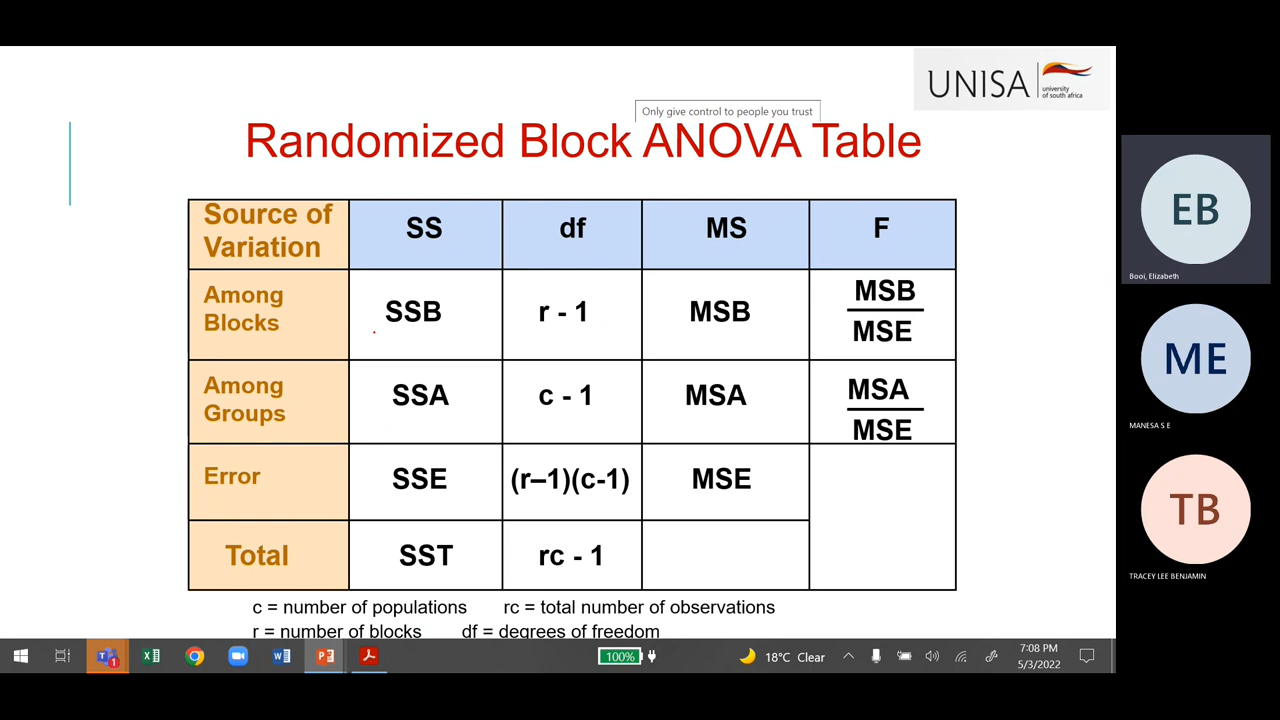 UNISA
university
of south africa
Only give control to people you trust
Randomized Block ANOVA Table
Source of
Variation
SS
df
MS
F
Among
Blocks
SSB
r - 1
MSB
MSB
MSE
Among
Groups
SSA
c - 1
MSA
MSA
MSE
Error
SSE
(r–1)(c-1)
MSE
Total
SST
rc - 1
c = number of populations rc = total number of observations
r = number of blocks df = degrees of freedom
EB
Booi, Elizabeth
ME
MANESA S E
TB
TRACEY LEE BENJAMIN
1
100%
18°C Clear
7:08 PM
5/3/2022